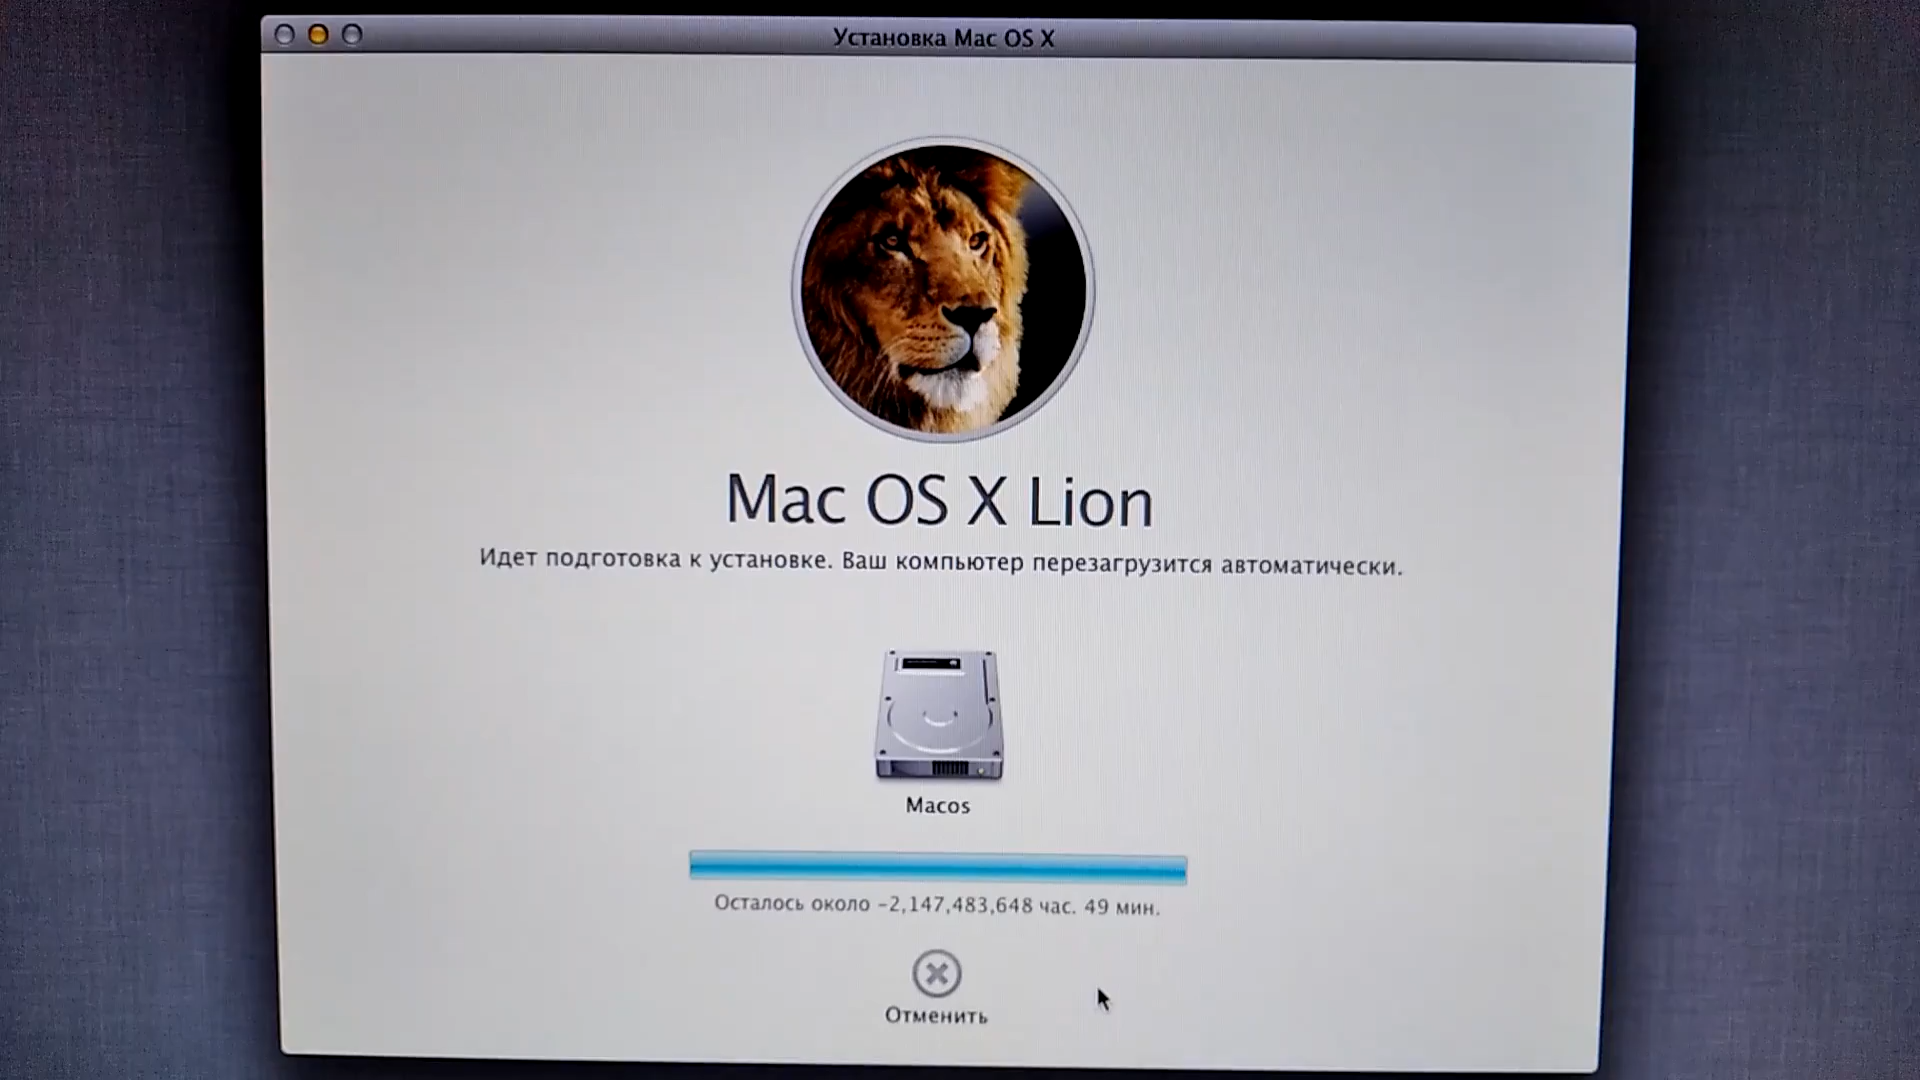 Установка Mac OS X
Mac OS X Lion
Идет подготовка к установке. Ваш компьютер перезагрузится автоматически.
Macos
Осталось около -2,147,483,648 час. 49 мин.
Отменить